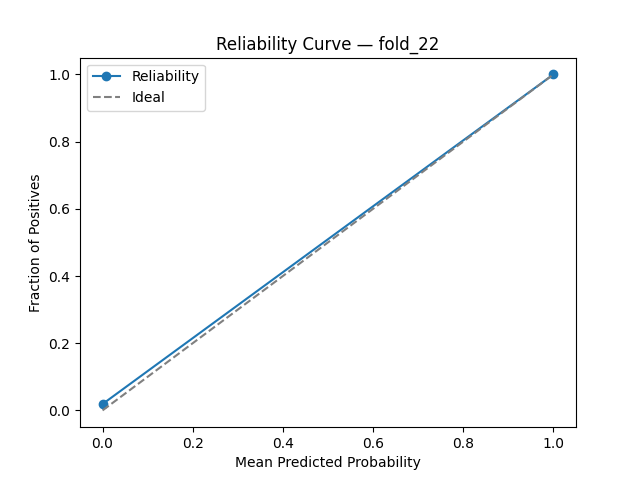 Reliability Curve — fold_22
Reliability
Ideal
1.0
0.8
0.6
0.4
0.2
0.0
Fraction of Positives
0.0 0.2 0.4 0.6 0.8 1.0
Mean Predicted Probability